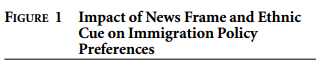 FIGURE 1 Impact of News Frame and Ethnic
Cue on Immigration Policy
Preferences